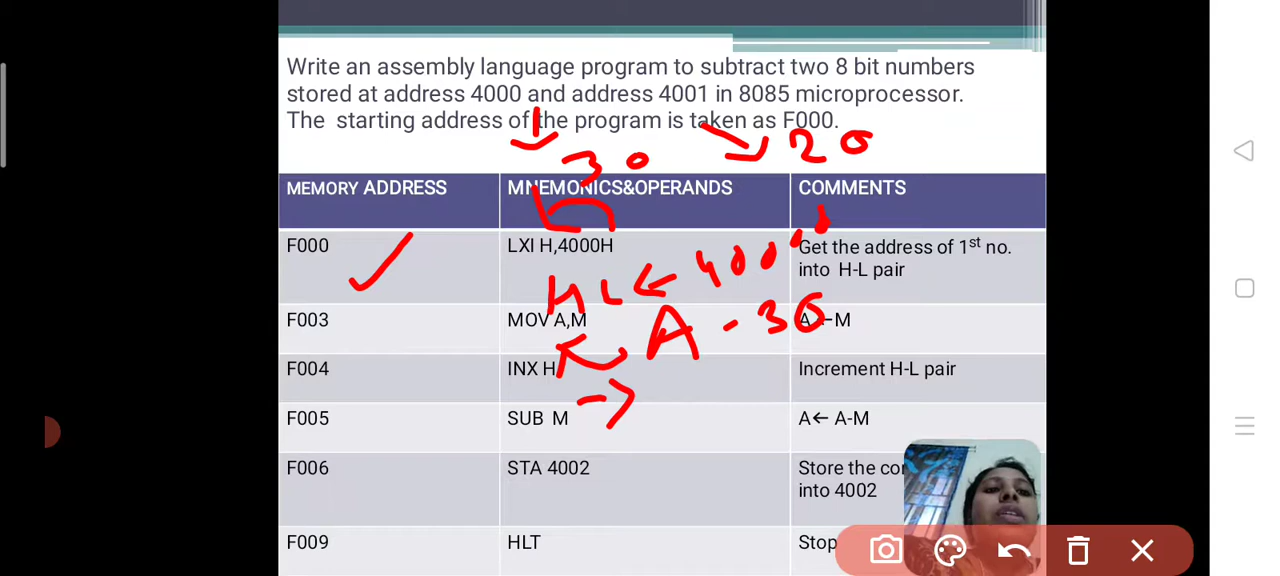 Write an assembly language program to subtract two 8 bit numbers
stored at address 4000 and address 4001 in 8085 microprocessor.
The starting address of the program is taken as F000.
30 20
MEMORY ADDRESS MNEMONICS&OPERANDS COMMENTS
F000 LXI H,4000H Get the address of 1st no.
into H-L pair
HL ← 4000
F003 MOV A,M A ←M
A - 30
F004 INX H Increment H-L pair
F005 SUB M A← A-M
F006 STA 4002 Store the
into 4002
F009 HLT Stop